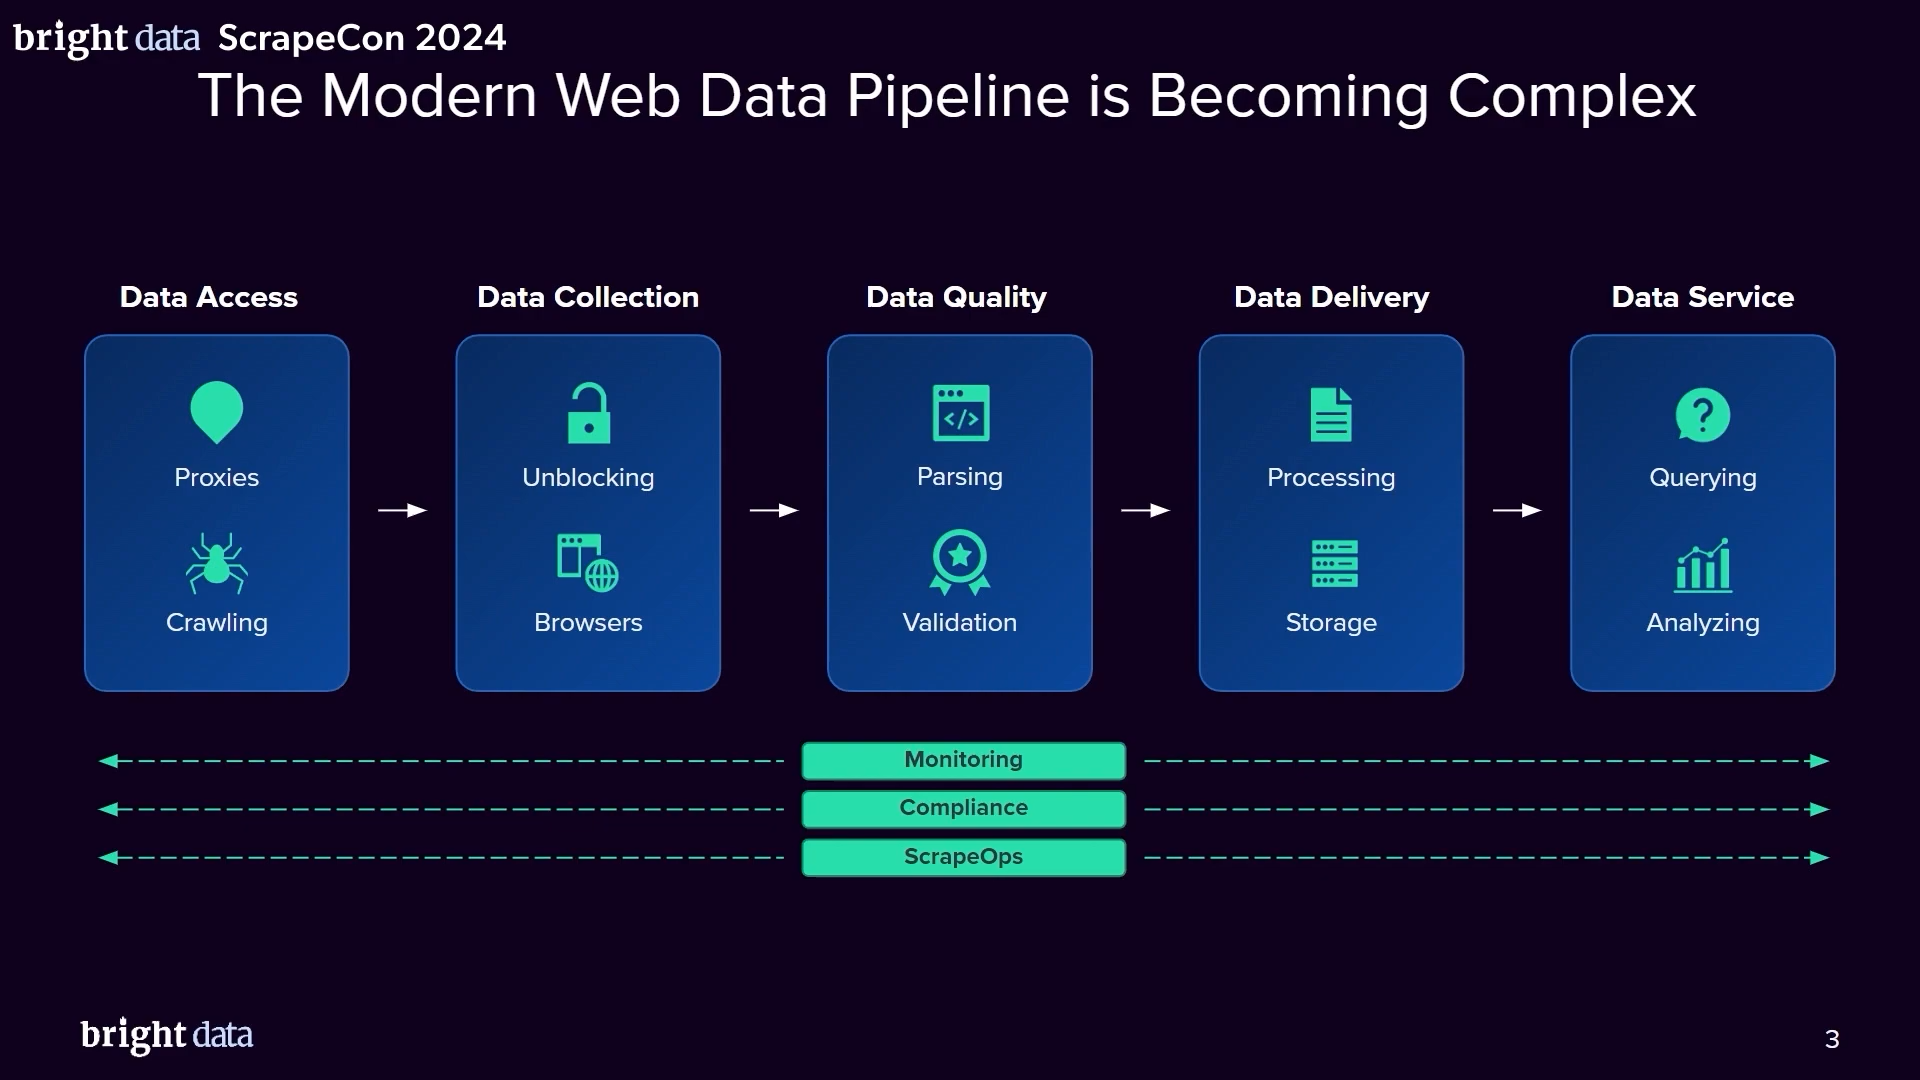 bright data ScrapeCon 2024
The Modern Web Data Pipeline is Becoming Complex
Data Access
Proxies
Crawling
Data Collection
Unblocking
Browsers
Data Quality
</>
Parsing
Validation
Data Delivery
Processing
Storage
Data Service
?
Querying
Analyzing
Monitoring
Compliance
ScrapeOps
bright data
3